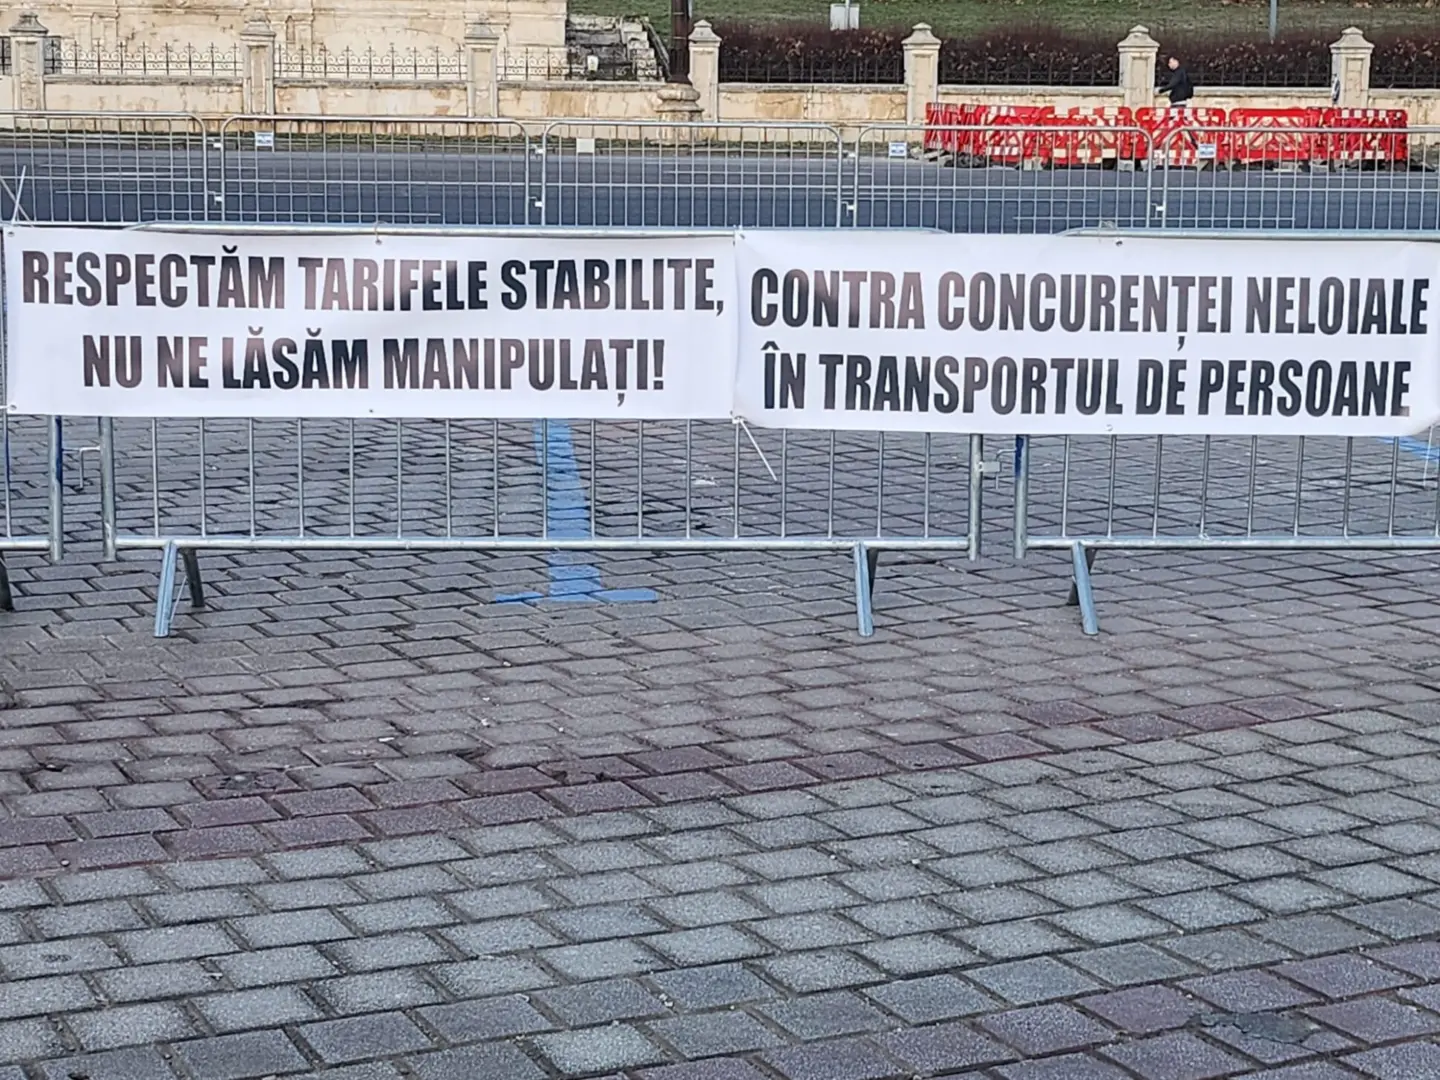 RESPECTĂM TARIFELE STABILITE,
NU NE LĂSĂM MANIPULAȚI!
CONTRA CONCURENȚEI NELOIALE
ÎN TRANSPORTUL DE PERSOANE